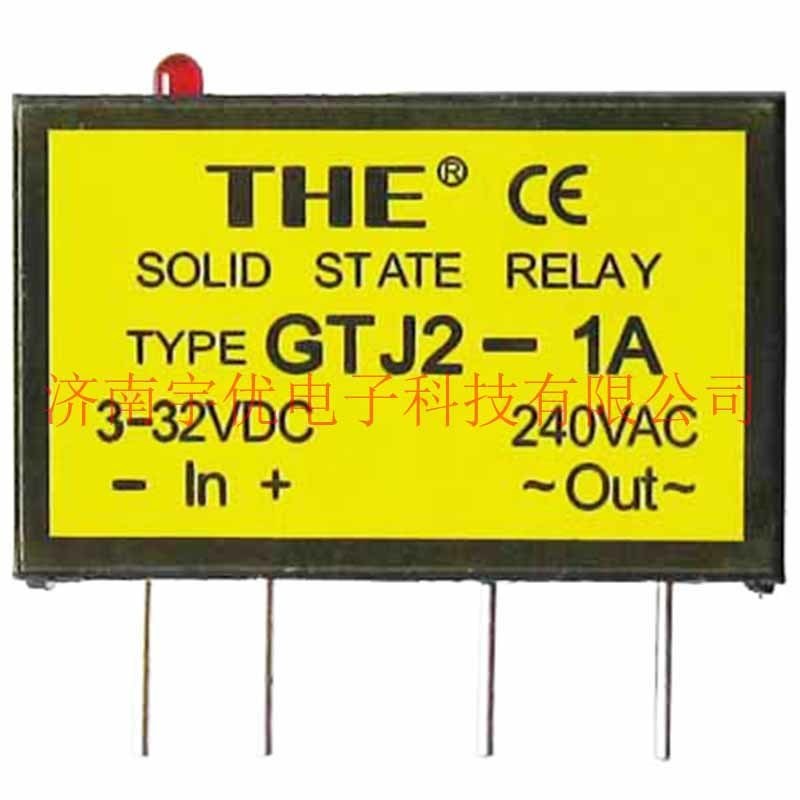 THE® CE
SOLID STATE RELAY
TYPE GTJ2-1A
济南宇优电子科技有限公司
3-32VDC 240VAC
- In + ~Out~